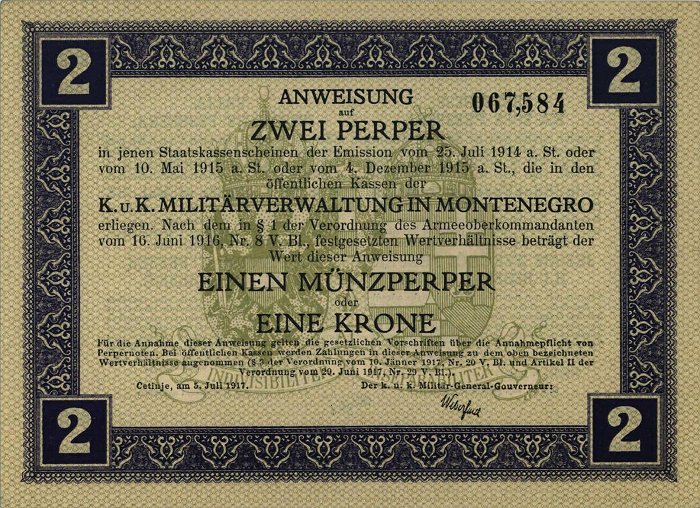 2
2
ANWEISUNG
067,584
auf
ZWEI PERPER
in jenen Staatskassenscheinen der Emission vom 25. Juli 1914 a. St. oder
vom 10. Mai 1915 a. St. oder vom 4. Dezember 1915 a. St., die in den
öffentlichen Kassen der
K. u. K. MILITÄRVERWALTUNG IN MONTENEGRO
erliegen. Nach dem in § 1 der Verordnung des Armeeoberkommandanten
vom 16. Juni 1916, Nr. 8 V. Bl., festgesetzten Wertverhältnisse beträgt der
Wert dieser Anweisung
EINEN MÜNZPERPER
oder
EINE KRONE
Für die Annahme dieser Anweisung gelten die gesetzlichen Vorschriften über die Annahmepflicht von
Perpernoten. Bei öffentlichen Kassen werden Zahlungen in dieser Anweisung zu dem oben bezeichneten
Wertverhältnisse angenommen (§ 3 der Verordnung vom 10. Jänner 1917, Nr. 20 V. Bl. und Artikel II der
Verordnung vom 29. Juni 1917, Nr. 29 V. Bl.)
Cetinje, am 5. Juli 1917.
Der k. u. k. Militär-General-Gouverneur:
2
2